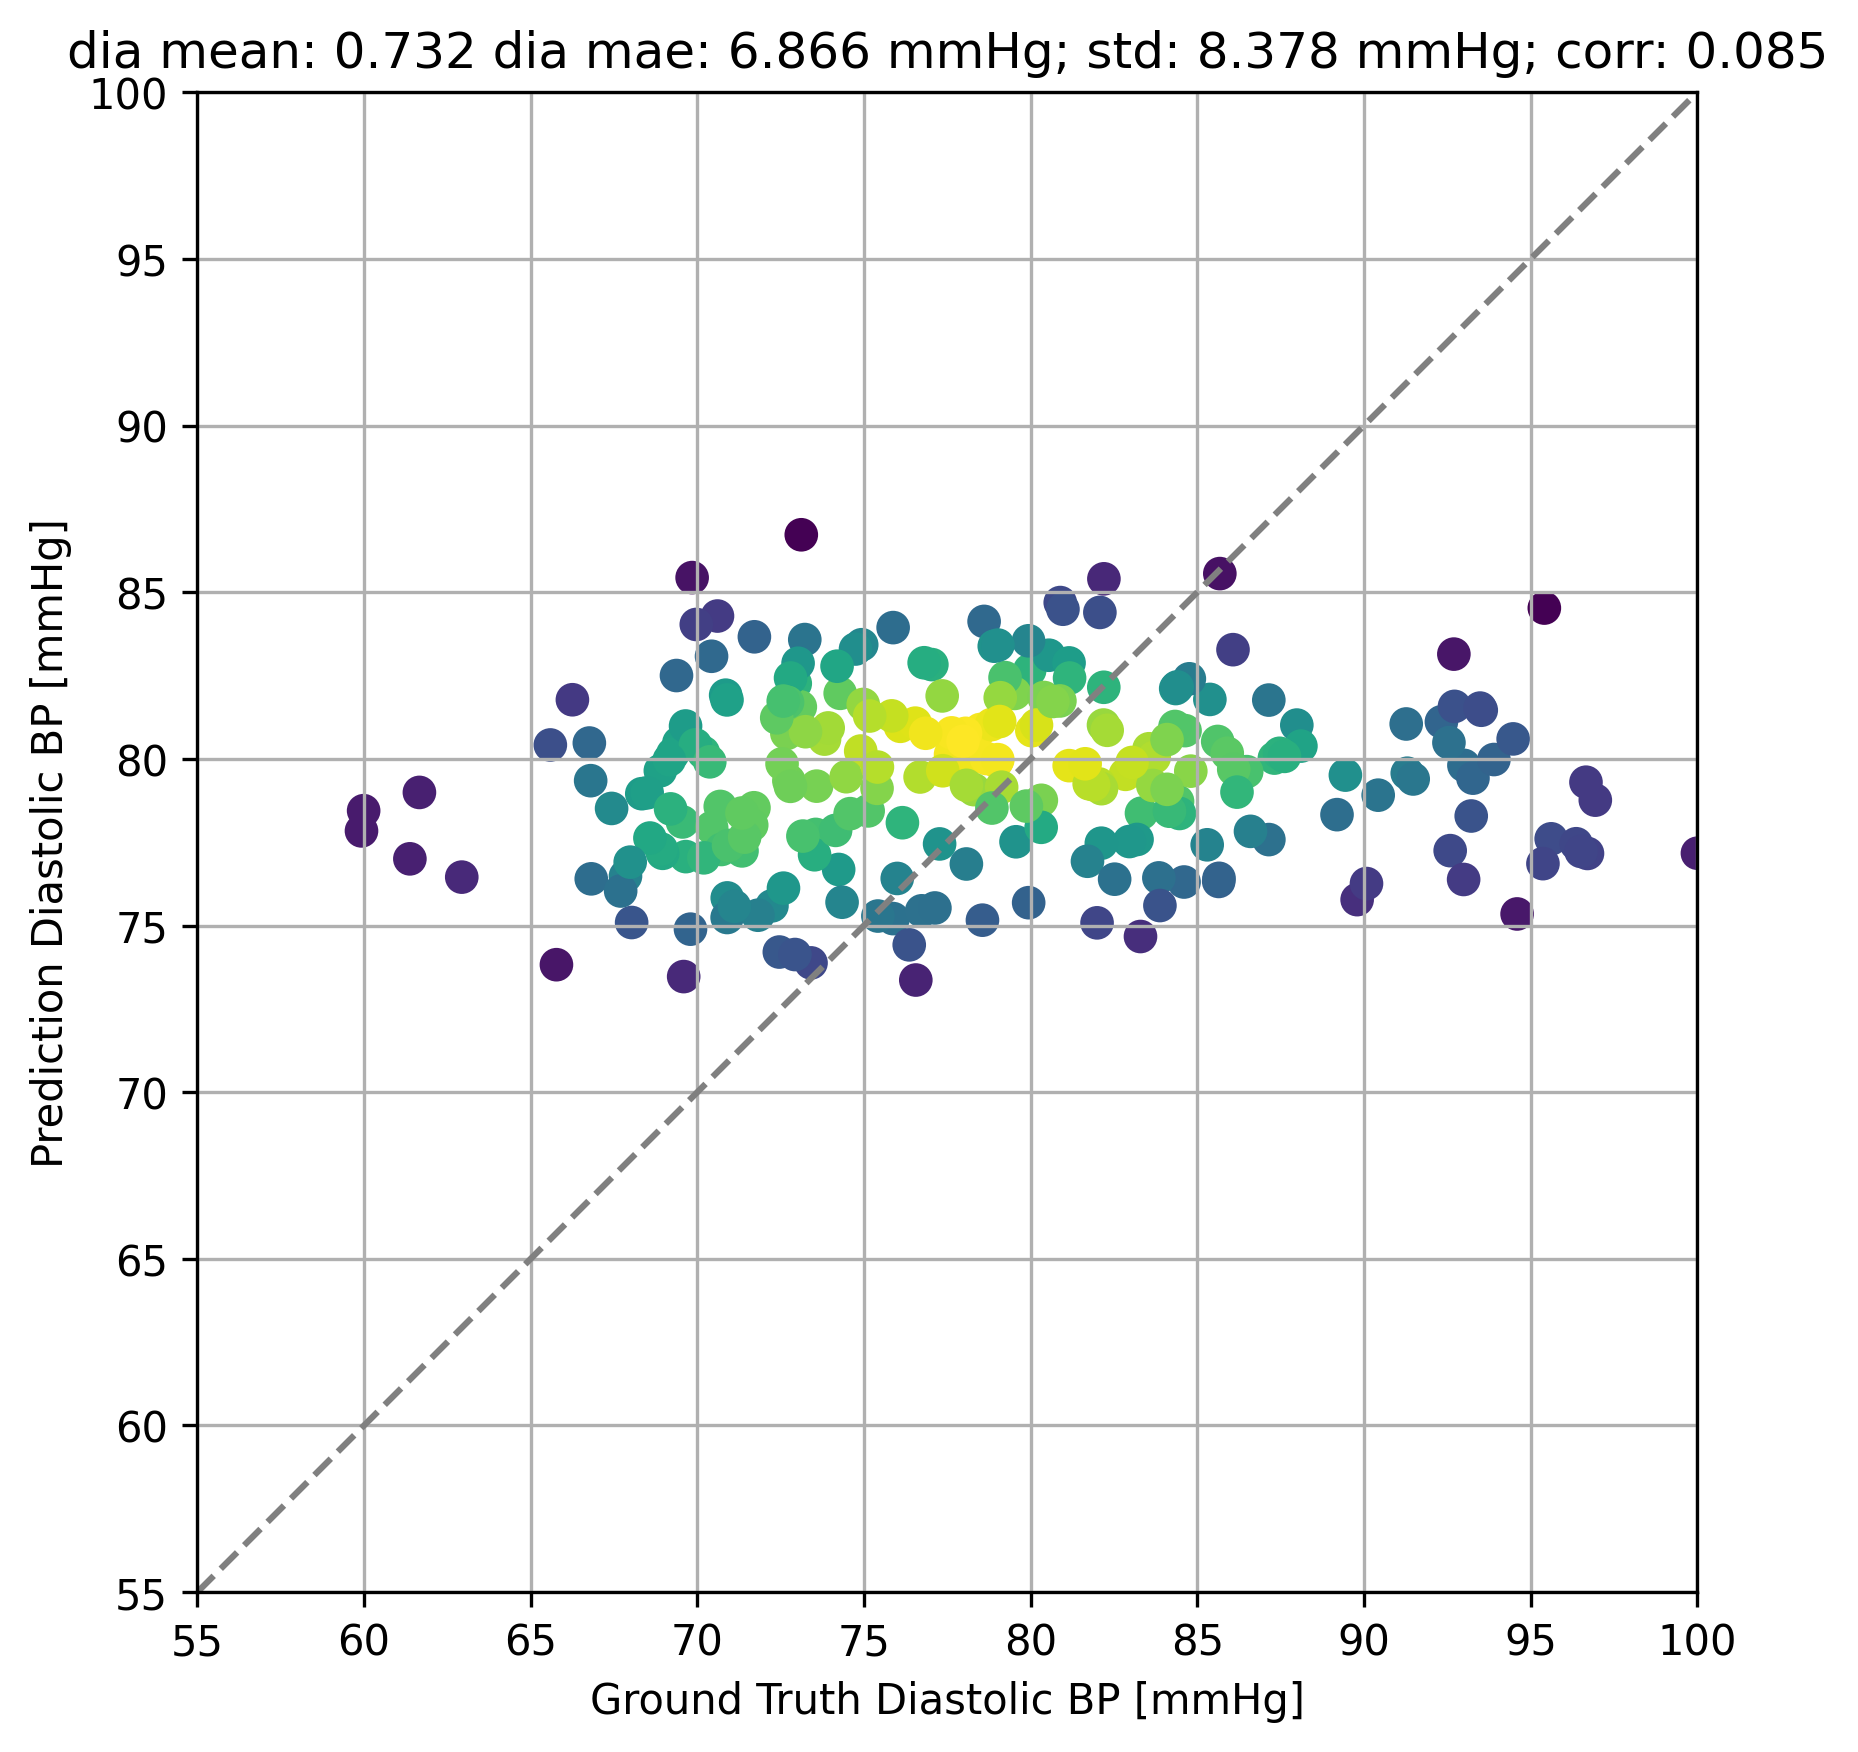 dia mean: 0.732 dia mae: 6.866 mmHg; std: 8.378 mmHg; corr: 0.085
100
95
90
85
80
75
70
65
60
55
Prediction Diastolic BP [mmHg]
55 60 65 70 75 80 85 90 95 100
Ground Truth Diastolic BP [mmHg]